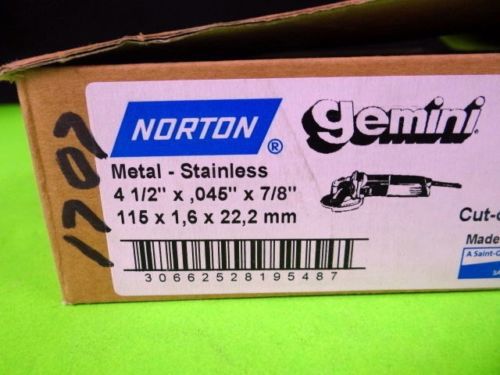 NORTON®
gemini®
Metal - Stainless
4 1/2" x ,045" x 7/8"
115 x 1,6 x 22,2 mm
30662528195487
Cut-
Made
A Saint-G